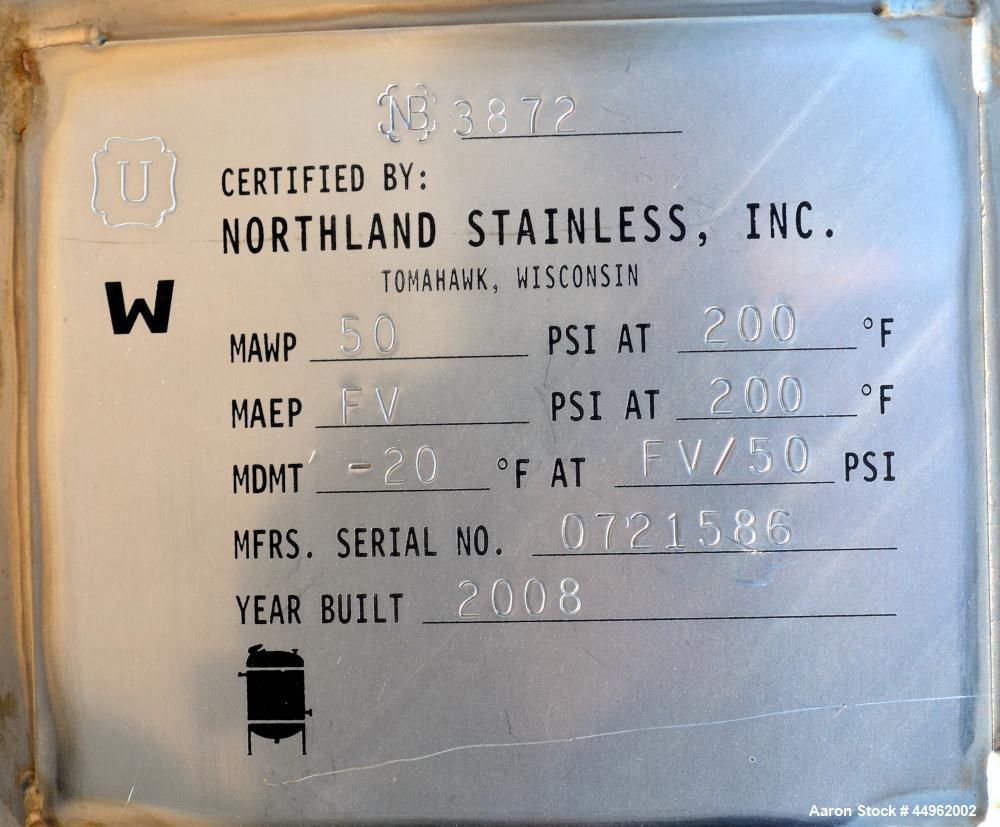 NB 3872
U
CERTIFIED BY:
NORTHLAND STAINLESS, INC.
TOMAHAWK, WISCONSIN
W
MAWP 50 PSI AT 200 °F
MAEP FV PSI AT 200 °F
MDMT -20 °F AT FV/50 PSI
MFRS. SERIAL NO. 0721586
YEAR BUILT 2008
Aaron Stock # 44962002